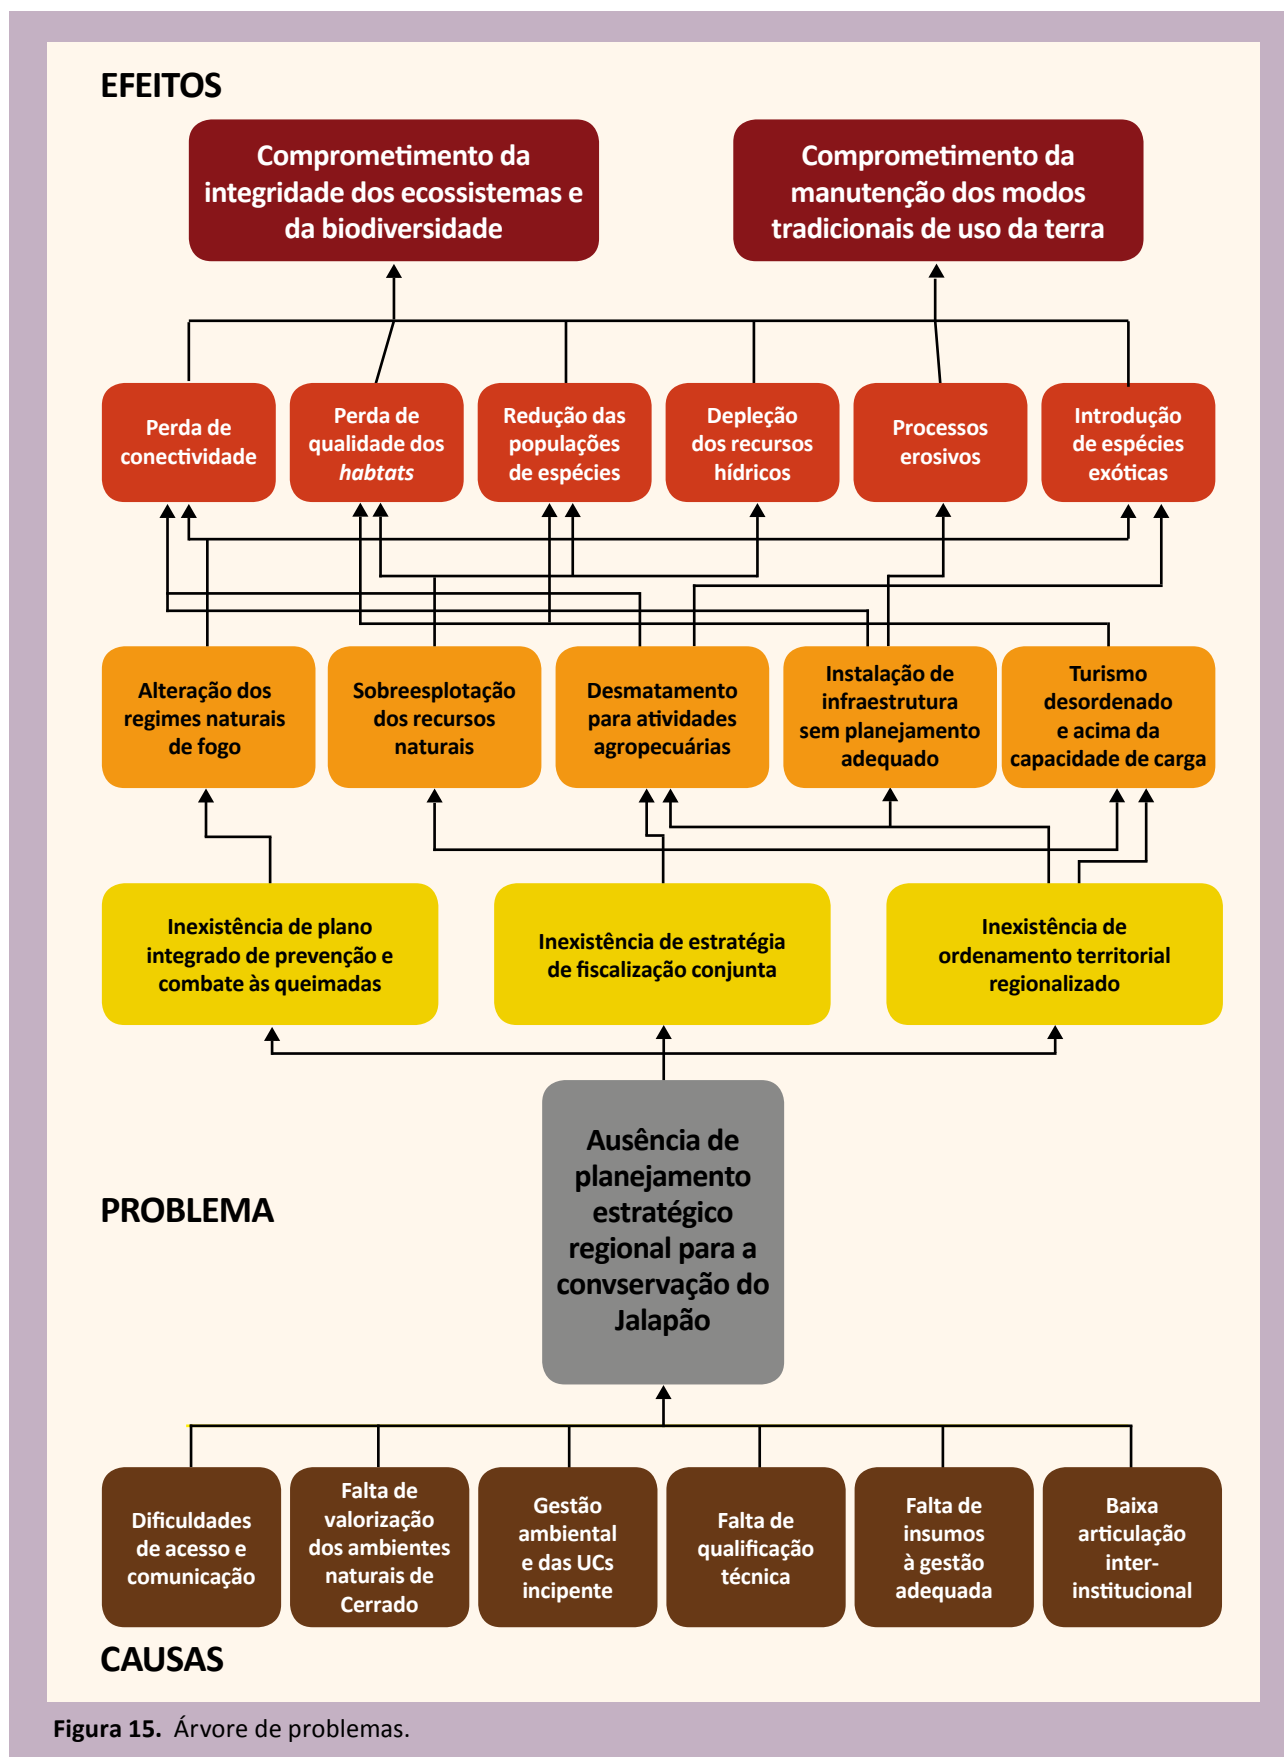 EFEITOS
Comprometimento da
integridade dos ecossistemas e
da biodiversidade
Comprometimento da
manutenção dos modos
tradicionais de uso da terra
Perda de
conectividade
Perda de
qualidade dos
habtats
Redução das
populações
de espécies
Depleção
dos recursos
hídricos
Processos
erosivos
Introdução
de espécies
exóticas
Alteração dos
regimes naturais
de fogo
Sobreesplotação
dos recursos
naturais
Desmatamento
para atividades
agropecuárias
Instalação de
infraestrutura
sem planejamento
adequado
Turismo
desordenado
e acima da
capacidade de carga
Inexistência de plano
integrado de prevenção e
combate às queimadas
Inexistência de estratégia
de fiscalização conjunta
Inexistência de
ordenamento territorial
regionalizado
PROBLEMA
Ausência de
planejamento
estratégico
regional para a
convservação do
Jalapão
Dificuldades
de acesso e
comunicação
Falta de
valorização
dos ambientes
naturais de
Cerrado
Gestão
ambiental
e das UCs
incipente
Falta de
qualificação
técnica
Falta de
insumos
à gestão
adequada
Baixa
articulação
inter-
institucional
CAUSAS
Figura 15. Árvore de problemas.